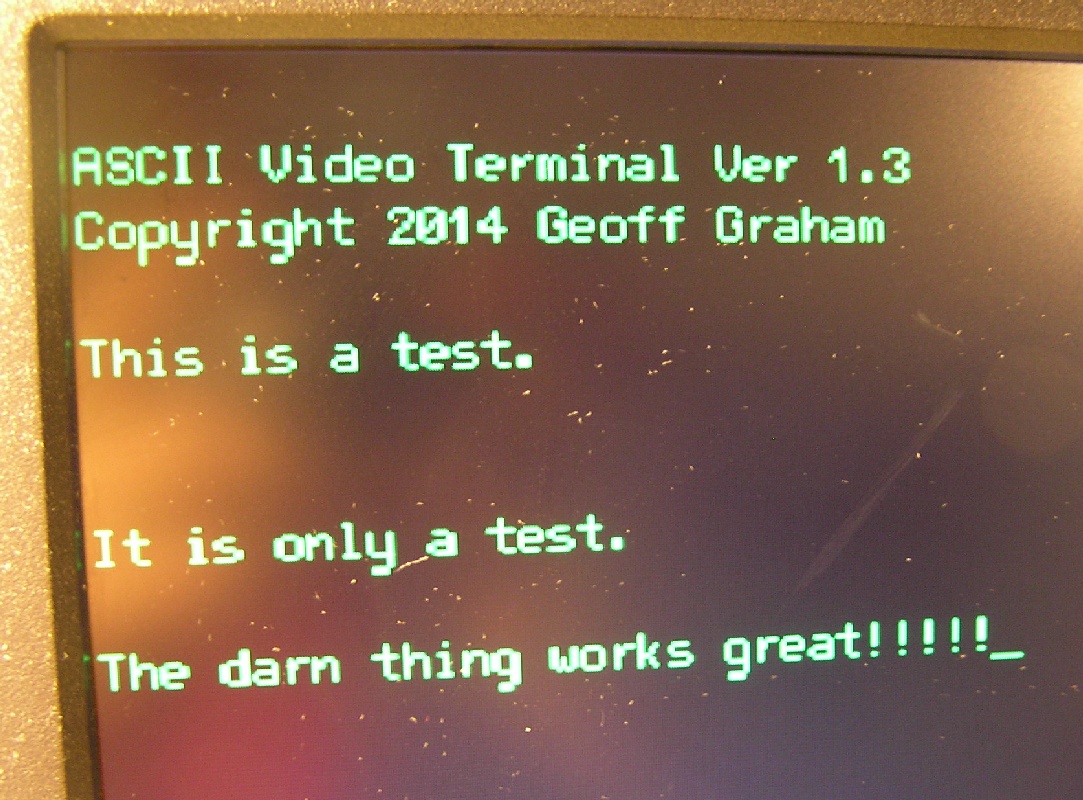 ASCII Video Terminal Ver 1.3
Copyright 2014 Geoff Graham
This is a test.
It is only a test.
The darn thing works great!!!!!_